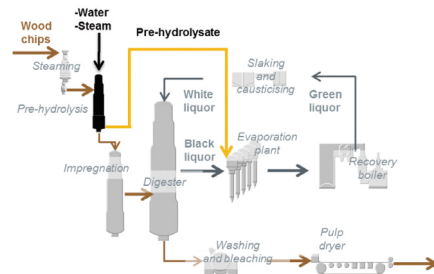 Wood
chips
-Water
-Steam
Pre-hydrolysate
Steaming
Pre-hydrolysis
Impregnation
Digester
White
liquor
Black
liquor
Slaking
and
causticising
Green
liquor
Evaporation
plant
Recovery
boiler
Washing
and bleaching
Pulp
dryer